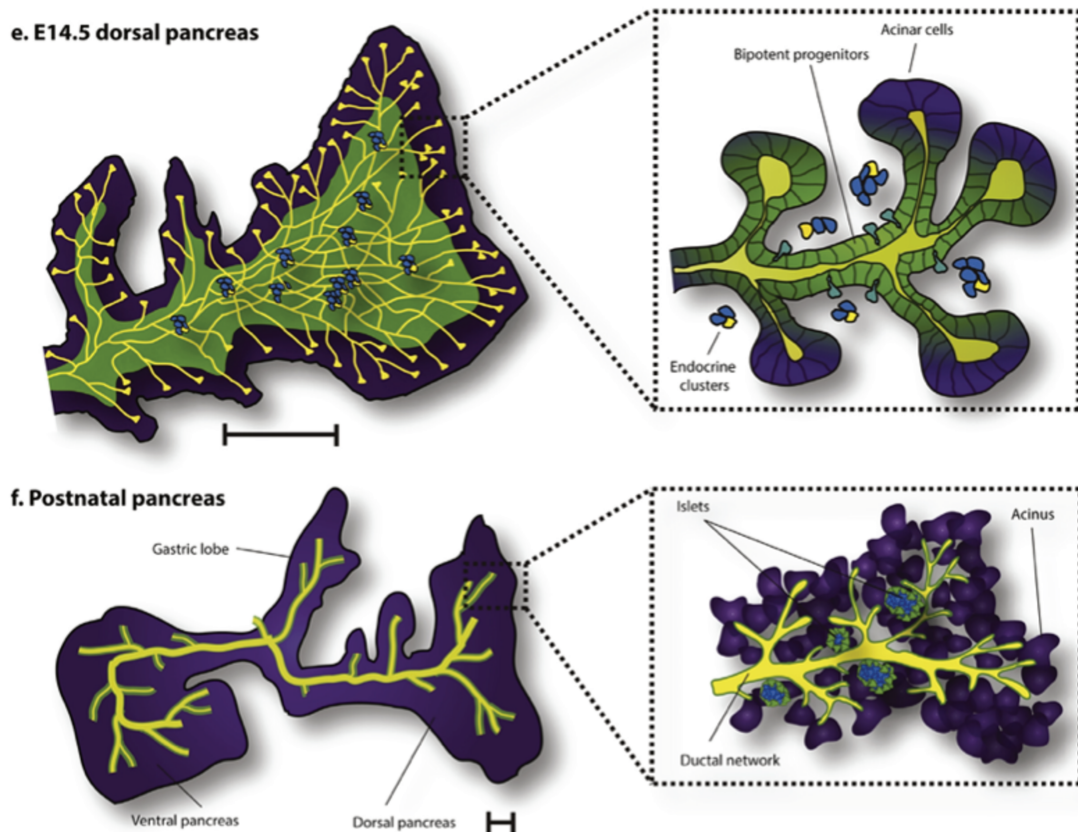 e. E14.5 dorsal pancreas
Acinar cells
Bipotent progenitors
Endocrine
clusters
f. Postnatal pancreas
Gastric lobe
Ventral pancreas
Dorsal pancreas
Islets
Acinus
Ductal network